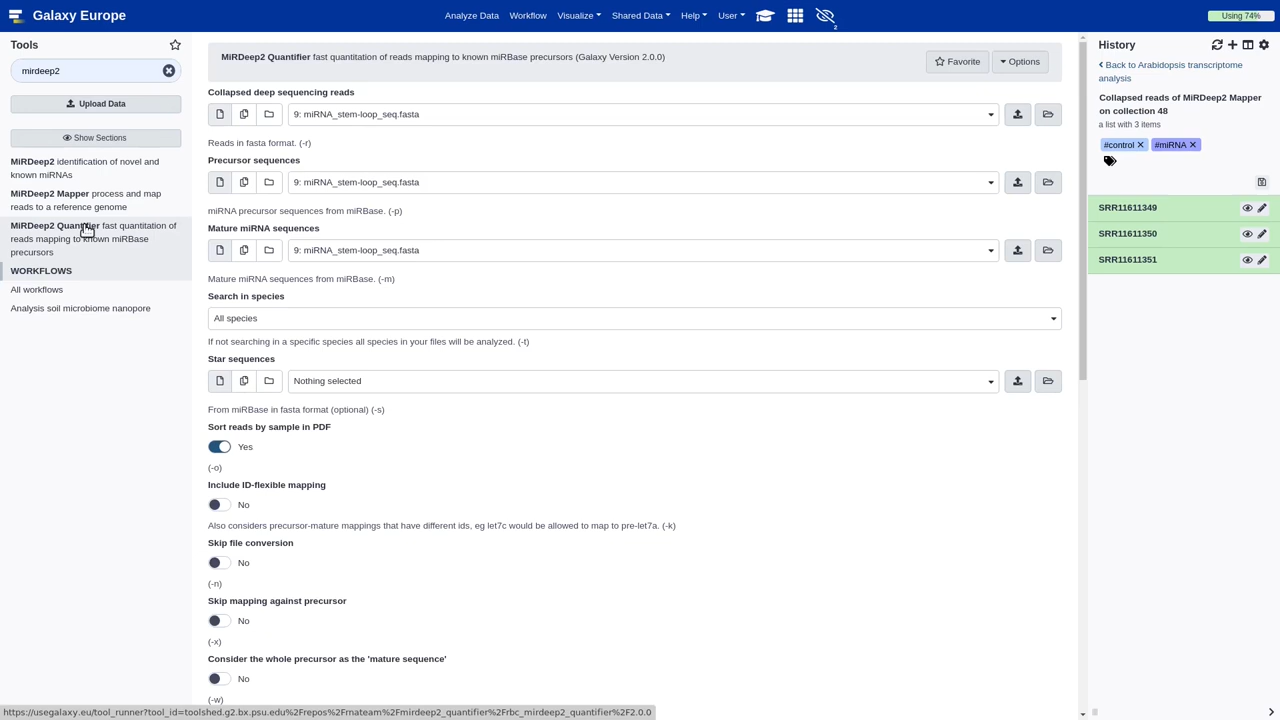 Galaxy Europe
Analyze Data
Workflow
Visualize
Shared Data
Help
User
2
Using 74%
Tools
mirdeep2
Upload Data
Show Sections
MiRDeep2 identification of novel and
known miRNAs
MiRDeep2 Mapper process and map
reads to a reference genome
MiRDeep2 Quantifier fast quantitation of
reads mapping to known miRBase
precursors
WORKFLOWS
All workflows
Analysis soil microbiome nanopore
MiRDeep2 Quantifier fast quantitation of reads mapping to known miRBase precursors (Galaxy Version 2.0.0)
Favorite
Options
Collapsed deep sequencing reads
9: miRNA_stem-loop_seq.fasta
Reads in fasta format. (-r)
Precursor sequences
9: miRNA_stem-loop_seq.fasta
miRNA precursor sequences from miRBase. (-p)
Mature miRNA sequences
9: miRNA_stem-loop_seq.fasta
Mature miRNA sequences from miRBase. (-m)
Search in species
All species
If not searching in a specific species all species in your files will be analyzed. (-t)
Star sequences
Nothing selected
From miRBase in fasta format (optional) (-s)
Sort reads by sample in PDF
Yes
(-o)
Include ID-flexible mapping
No
Also considers precursor-mature mappings that have different ids, eg let7c would be allowed to map to pre-let7a. (-k)
Skip file conversion
No
(-n)
Skip mapping against precursor
No
(-x)
Consider the whole precursor as the 'mature sequence'
No
(-w)
History
Back to Arabidopsis transcriptome
analysis
Collapsed reads of MiRDeep2 Mapper
on collection 48
a list with 3 items
#control
#miRNA
SRR11611349
SRR11611350
SRR11611351
https://usegalaxy.eu/tool_runner?tool_id=toolshed.g2.bx.psu.edu%2Frepos%2Frnateam%2Fmirdeep2_quantifier%2Frbc_mirdeep2_quantifier%2F2.0.0